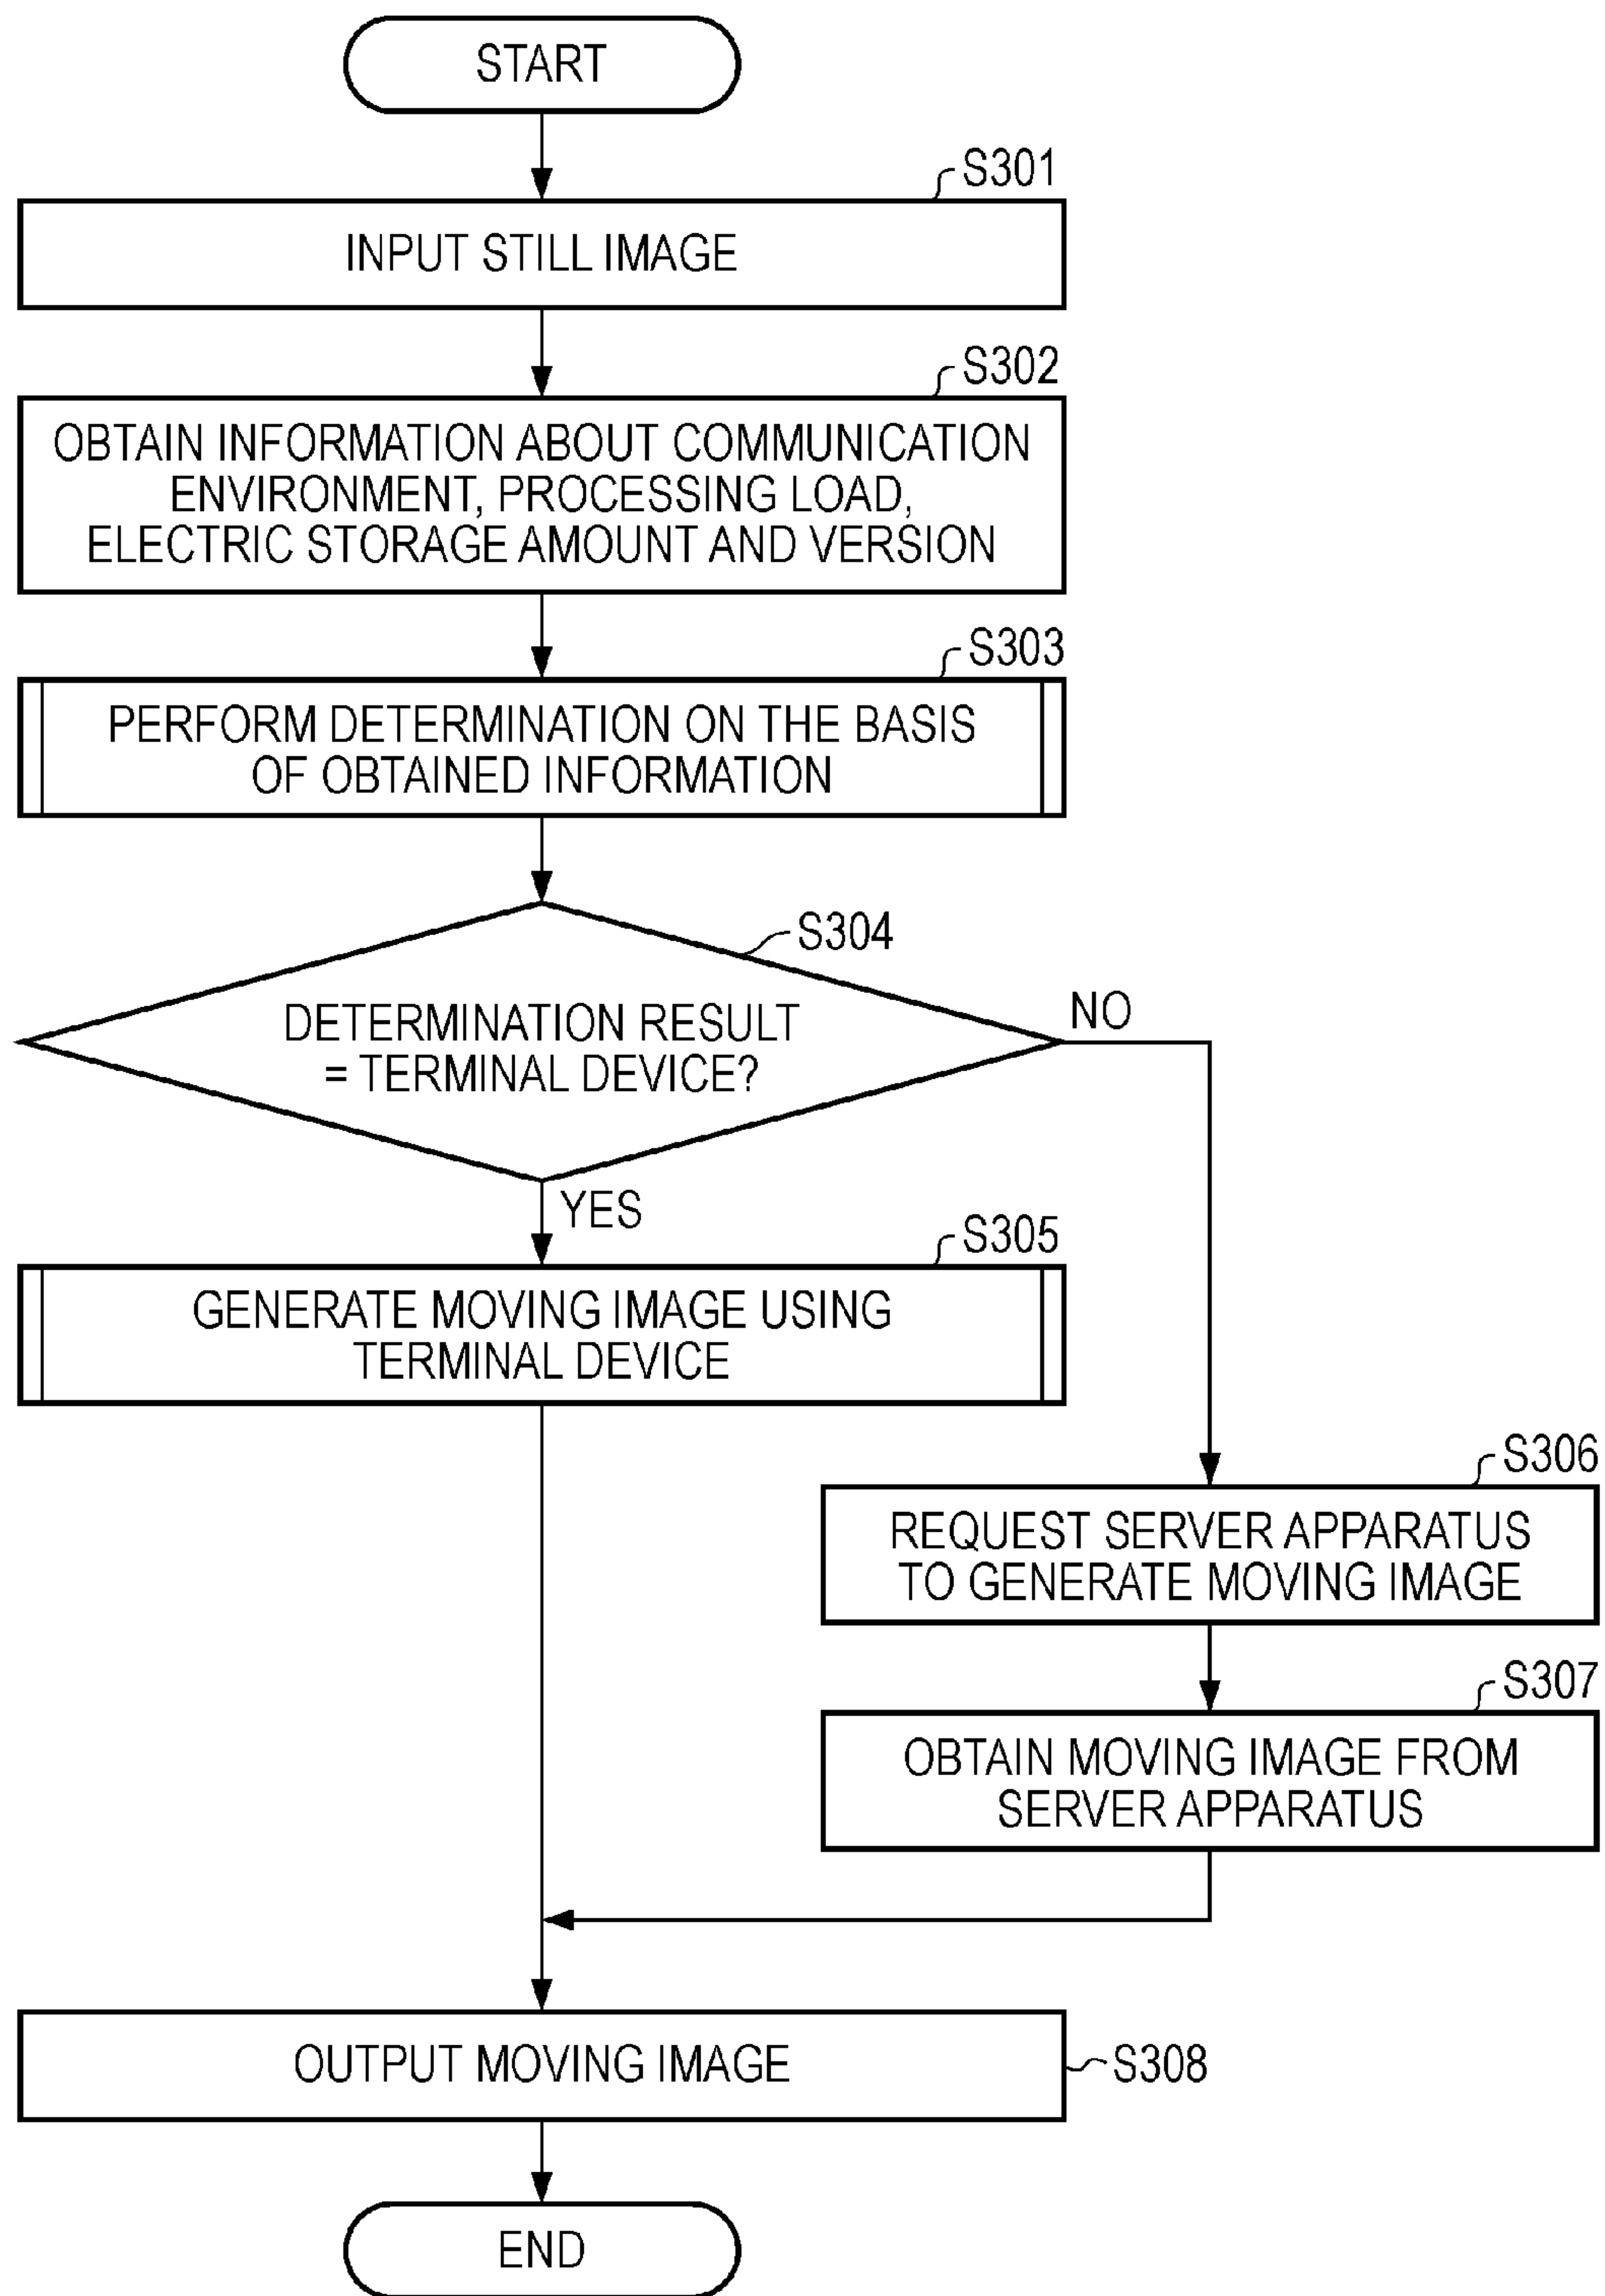 START
S301
INPUT STILL IMAGE
S302
OBTAIN INFORMATION ABOUT COMMUNICATION
ENVIRONMENT, PROCESSING LOAD,
ELECTRIC STORAGE AMOUNT AND VERSION
S303
PERFORM DETERMINATION ON THE BASIS
OF OBTAINED INFORMATION
S304
DETERMINATION RESULT
= TERMINAL DEVICE?
NO
YES
S305
GENERATE MOVING IMAGE USING
TERMINAL DEVICE
S306
REQUEST SERVER APPARATUS
TO GENERATE MOVING IMAGE
S307
OBTAIN MOVING IMAGE FROM
SERVER APPARATUS
OUTPUT MOVING IMAGE
S308
END